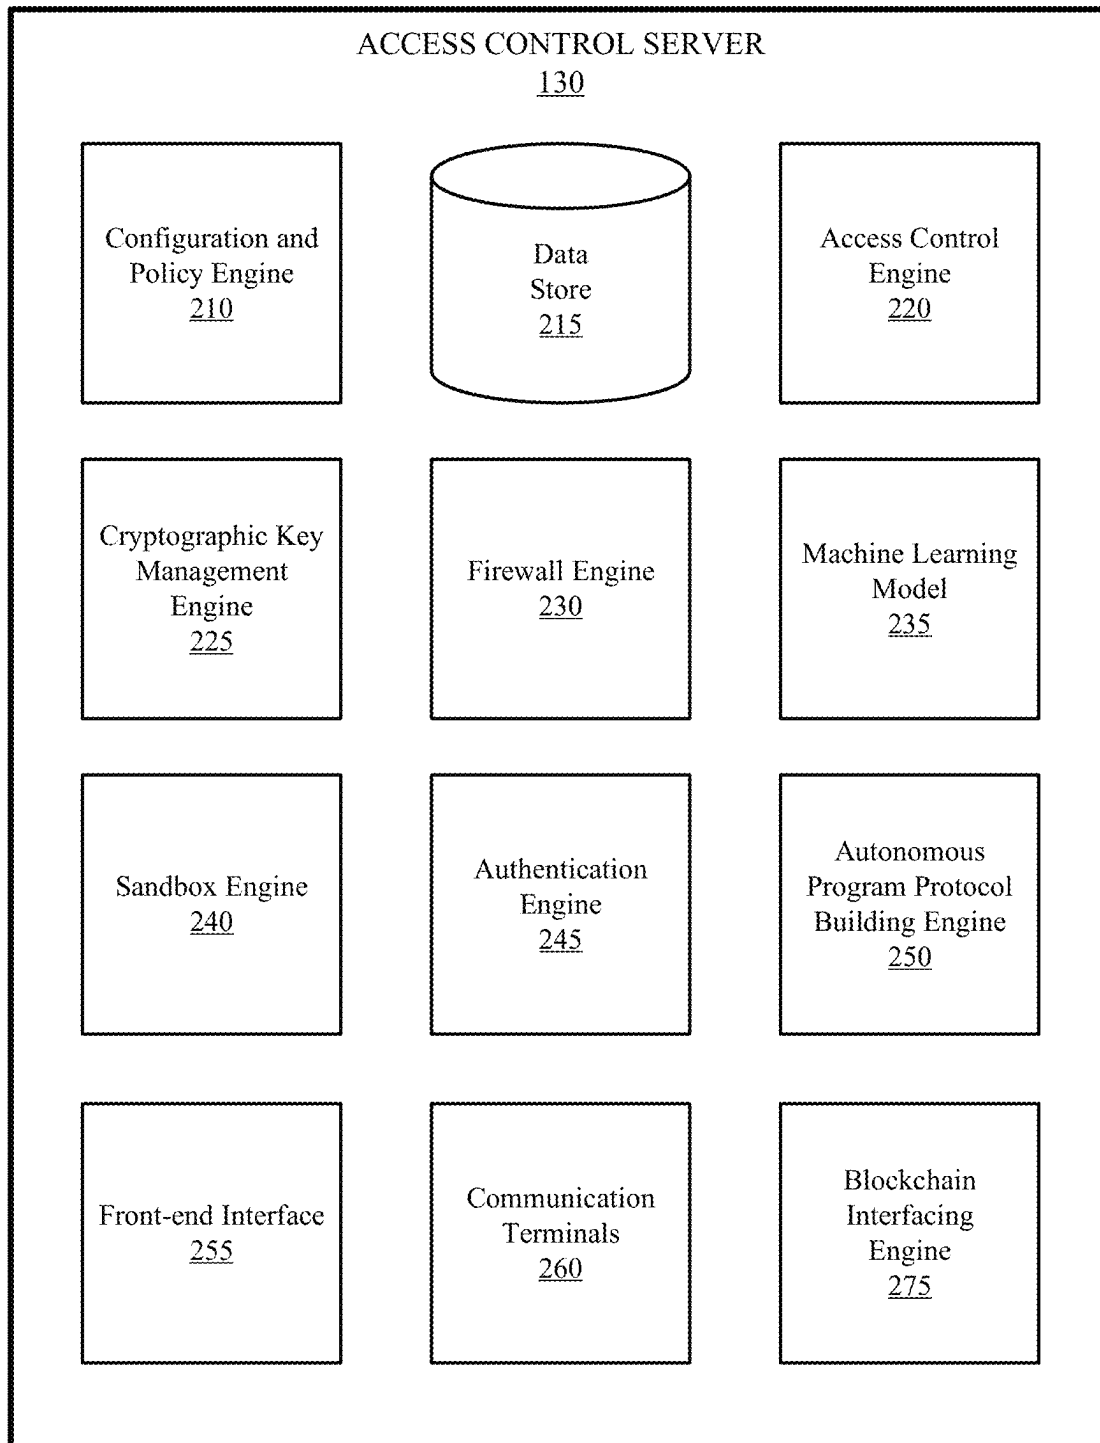 ACCESS CONTROL SERVER
130
Configuration and
Policy Engine
210
Data
Store
215
Access Control
Engine
220
Cryptographic Key
Management
Engine
225
Firewall Engine
230
Machine Learning
Model
235
Sandbox Engine
240
Authentication
Engine
245
Autonomous
Program Protocol
Building Engine
250
Front-end Interface
255
Communication
Terminals
260
Blockchain
Interfacing
Engine
275